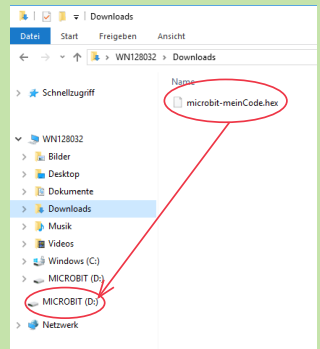 Downloads
Datei Start Freigeben Ansicht
WN128032 > Downloads
Name
Schnellzugriff
microbit-meinCode.hex
WN128032
Bilder
Desktop
Dokumente
Downloads
Musik
Videos
Windows (C:)
MICROBIT (D:)
MICROBIT (D:)
Netzwerk